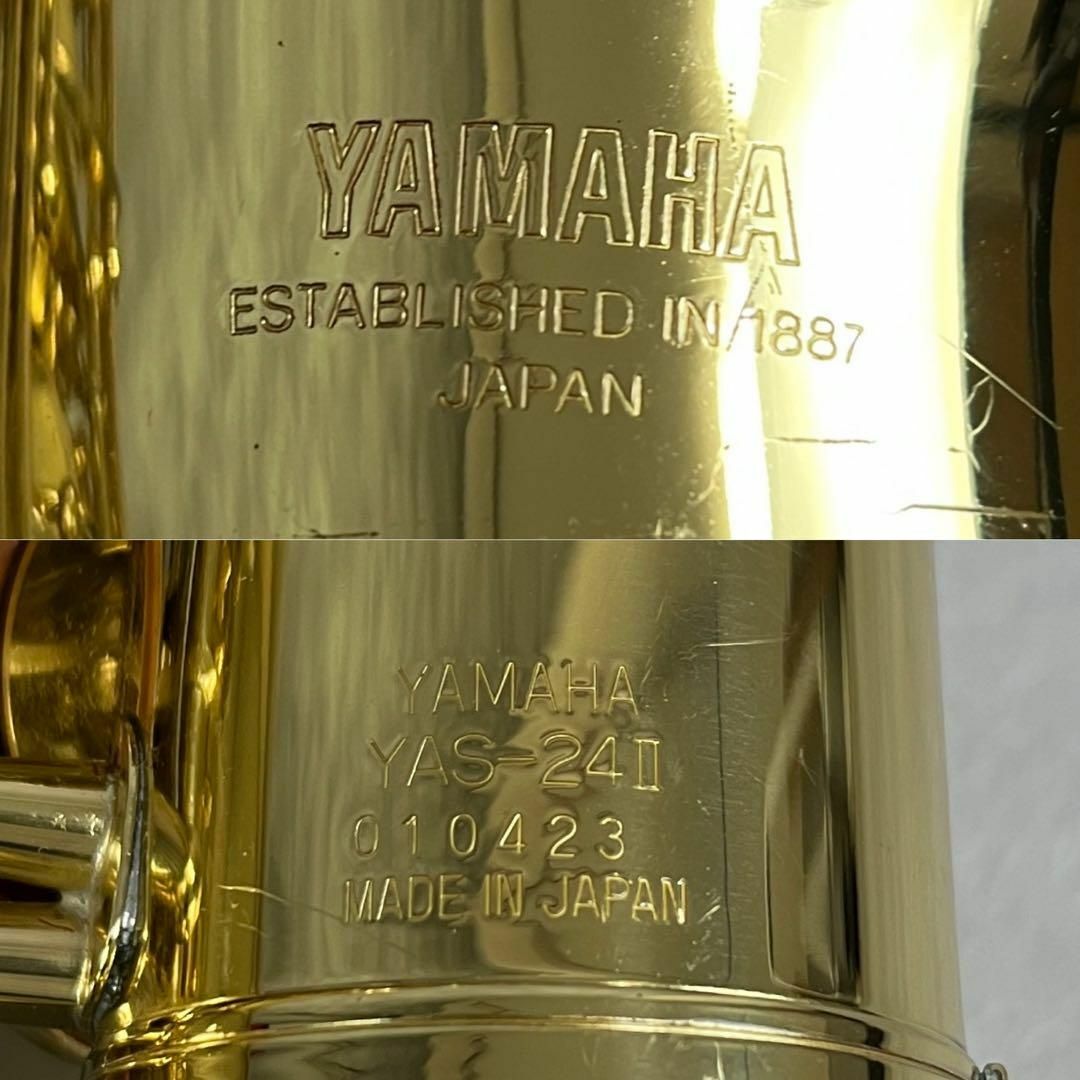 YAMAHA
ESTABLISHED IN 1887
JAPAN
YAMAHA
YAS-24II
010423
MADE IN JAPAN